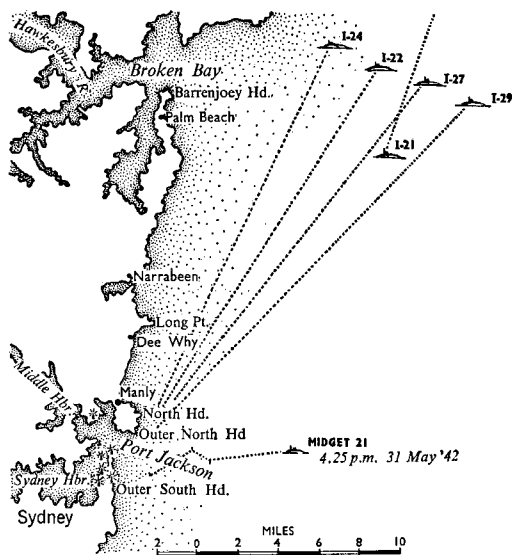 Hawkesbury R.
Broken Bay
Barrenjoey Hd.
Palm Beach
I-24
I-22
I-27
I-29
I-21
Narrabeen
Long Pt.
Dee Why
Middle Hbr.
Manly
North Hd.
Outer North Hd
Port Jackson
MIDGET 21
4.25 p.m. 31 May '42
Sydney Hbr.
Outer South Hd.
Sydney
MILES
2 0 2 4 6 8 10